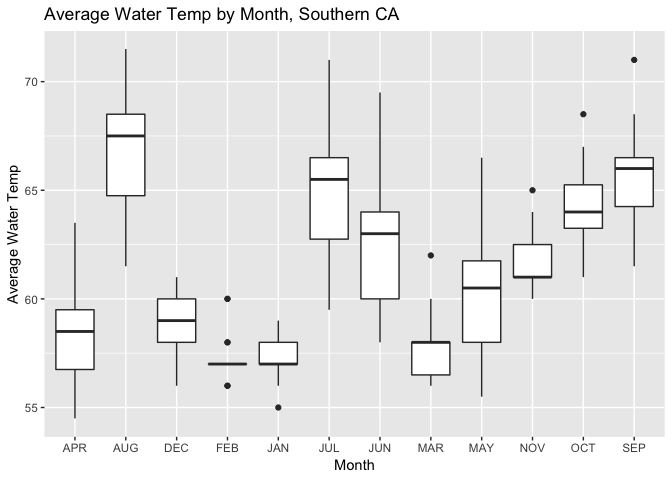 Average Water Temp by Month, Southern CA
Average Water Temp
70
65
60
55
APR AUG DEC FEB JAN JUL JUN MAR MAY NOV OCT SEP
Month